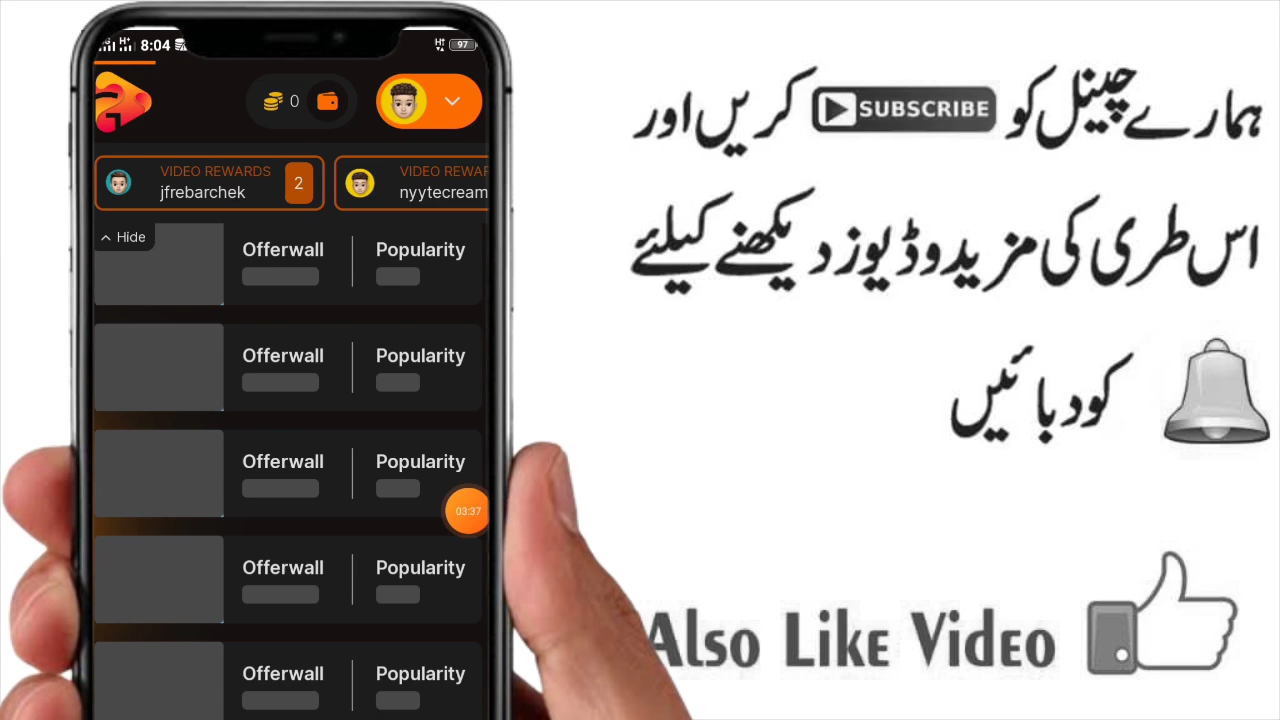 8:04
97
0
VIDEO REWARDS
jfrebarchek
2
VIDEO REWAR
nyytecream
Hide
Offerwall Popularity
Offerwall Popularity
Offerwall Popularity
03:37
Offerwall Popularity
Offerwall Popularity
ہمارے چینل کو SUBSCRIBE کریں اور
اس طری کی مزید وڈیوز دیکھنے کیلئے
کو دبائیں
Also Like Video